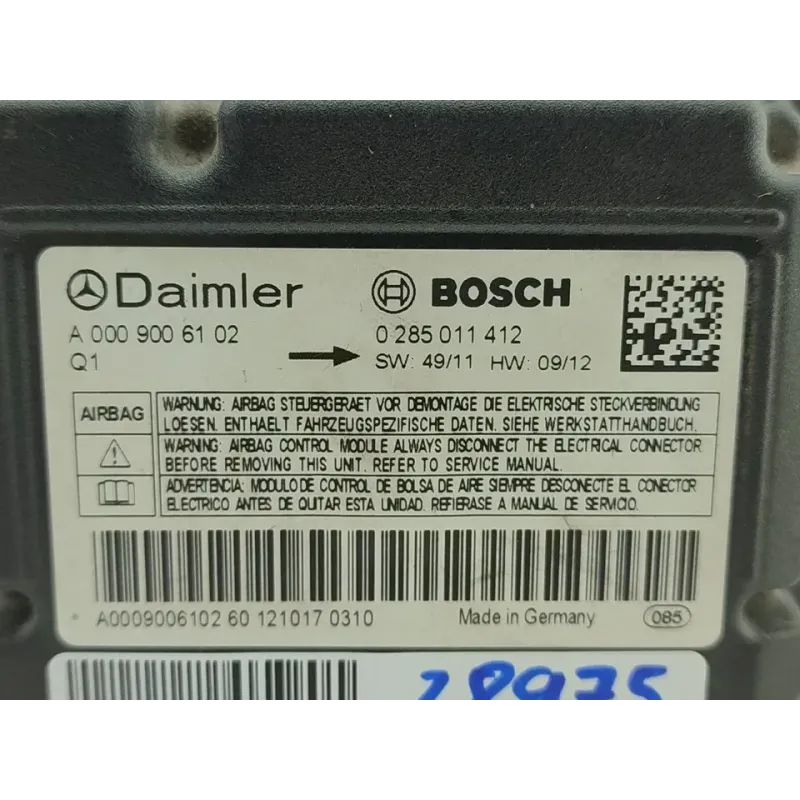 Daimler BOSCH
A 000 900 61 02 0 285 011 412
Q1 SW: 49/11 HW: 09/12
AIRBAG
WARNUNG: AIRBAG STEUERGERAET VOR DEMONTAGE DIE ELEKTRISCHE STECKVERBINDUNG
LOESEN. ENTHAELT FAHRZEUGSPEZIFISCHE DATEN. SIEHE WERKSTATTHANDBUCH.
WARNING: AIRBAG CONTROL MODULE ALWAYS DISCONNECT THE ELECTRICAL CONNECTOR
BEFORE REMOVING THIS UNIT. REFER TO SERVICE MANUAL.
ADVERTENCIA: MODULO DE CONTROL DE BOLSA DE AIRE SIEMPRE DESCONECTE EL CONECTOR
ELECTRICO ANTES DE QUITAR ESTA UNIDAD. REFIERASE A MANUAL DE SERVICIO.
A0009006102 60 121017 0310 Made in Germany 085
28975